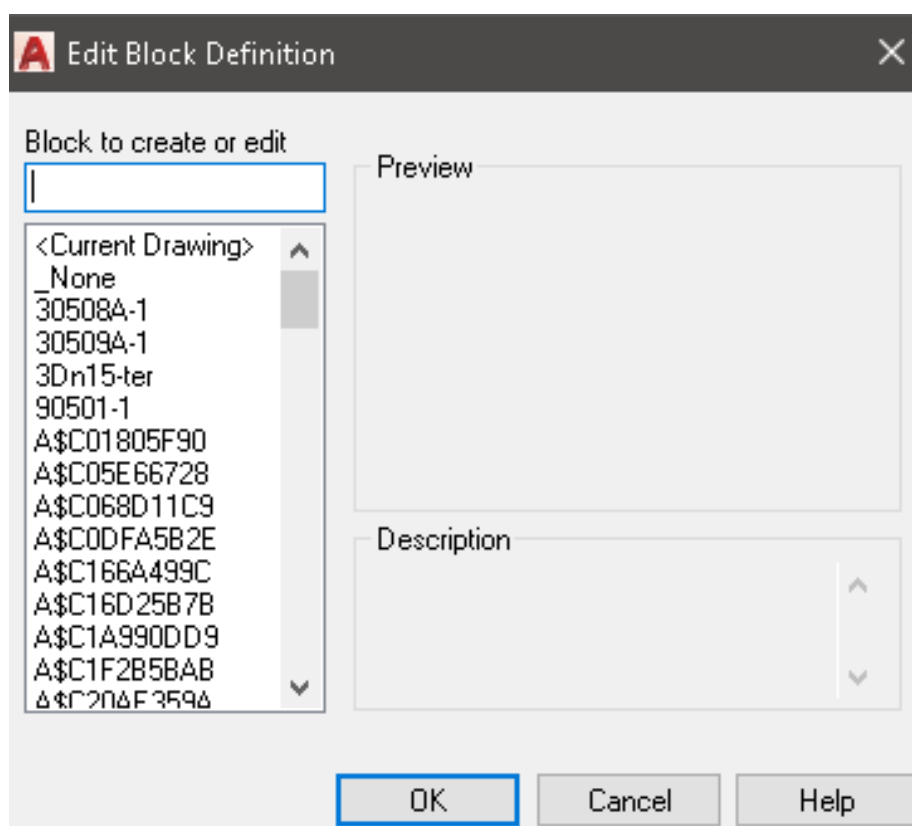 Edit Block Definition
Block to create or edit
<Current Drawing>
_None
30508A-1
30509A-1
3Dn15-ter
90501-1
A$C01805F90
A$C05E66728
A$C068D11C9
A$C0DFA5B2E
A$C166A499C
A$C16D25B7B
A$C1A990DD9
A$C1F2B5BAB
A$C20AE359A
Preview
Description
OK
Cancel
Help